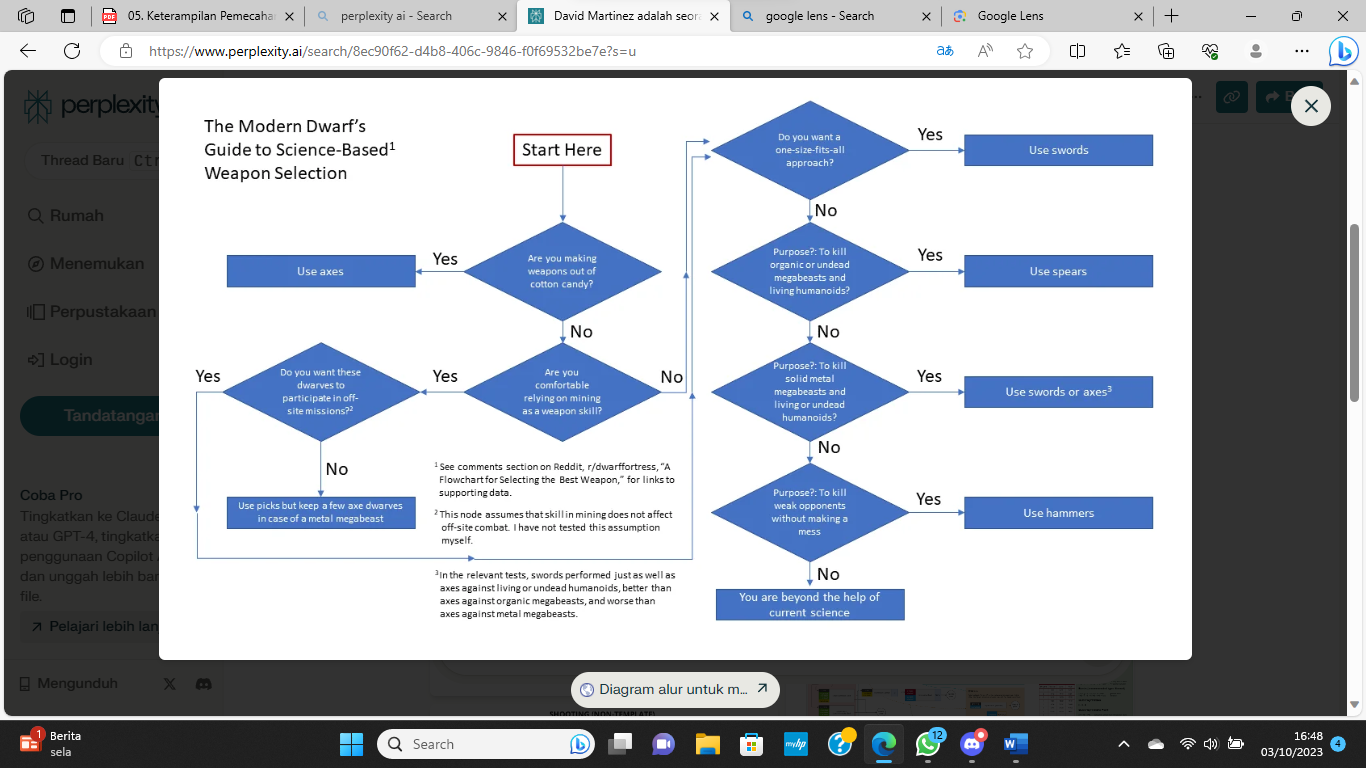 05. Keterampilan Pemecahan
perplexity ai - Search
David Martinez adalah seora
google lens - Search
Google Lens
https://www.perplexity.ai/search/8ec90f62-d4b8-406c-9846-f0f69532be7e?s=u
perplexity
Thread Baru
Rumah
Menemukan
Perpustakaan
Login
Tandatangan
Coba Pro
Tingkatkan ke Claude
atau GPT-4, tingkatka
penggunaan Copilot
dan unggah lebih ban
file.
Pelajari lebih lan
Mengunduh
The Modern Dwarf's
Guide to Science-Based¹
Weapon Selection
Start Here
Are you making
weapons out of
cotton candy?
Yes
Use axes
No
Are you
comfortable
relying on mining
as a weapon skill?
Yes
No
Do you want these
dwarves to
participate in off-
site missions?²
Yes
No
Use picks but keep a few axe dwarves
in case of a metal megabeast
¹ See comments section on Reddit, r/dwarffortress, "A
Flowchart for Selecting the Best Weapon," for links to
supporting data.
² This node assumes that skill in mining does not affect
off-site combat. I have not tested this assumption
myself.
³ In the relevant tests, swords performed just as well as
axes against living or undead humanoids, better than
axes against organic megabeasts, and worse than
axes against metal megabeasts.
Do you want a
one-size-fits-all
approach?
Yes
Use swords
No
Purpose?: To kill
organic or undead
megabeasts and
living humanoids?
Yes
Use spears
No
Purpose?: To kill
solid metal
megabeasts and
living or undead
humanoids?
Yes
Use swords or axes³
No
Purpose?: To kill
weak opponents
without making a
mess
Yes
Use hammers
No
You are beyond the help of
current science
Diagram alur untuk m...
SHOOTING (NON-TEMPLATE)
1
Berita
sela
Search
12
16:48
03/10/2023
4